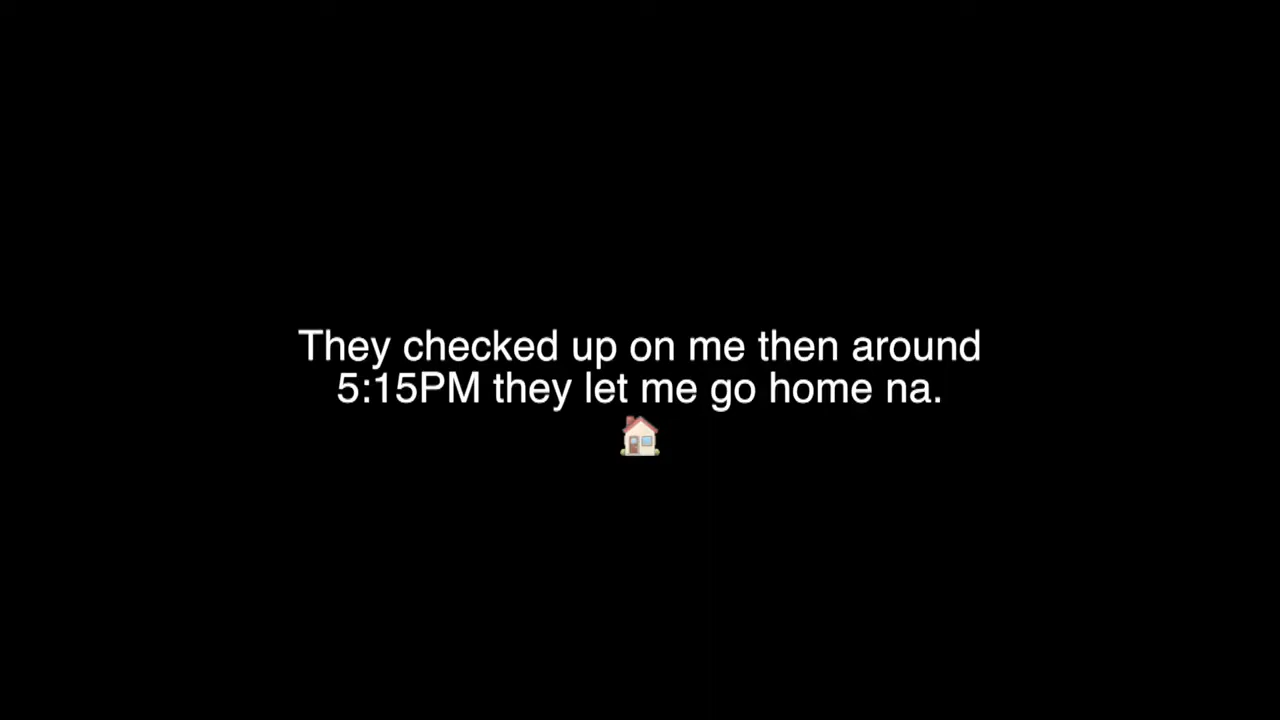 They checked up on me then around
5:15PM they let me go home na.
🏠